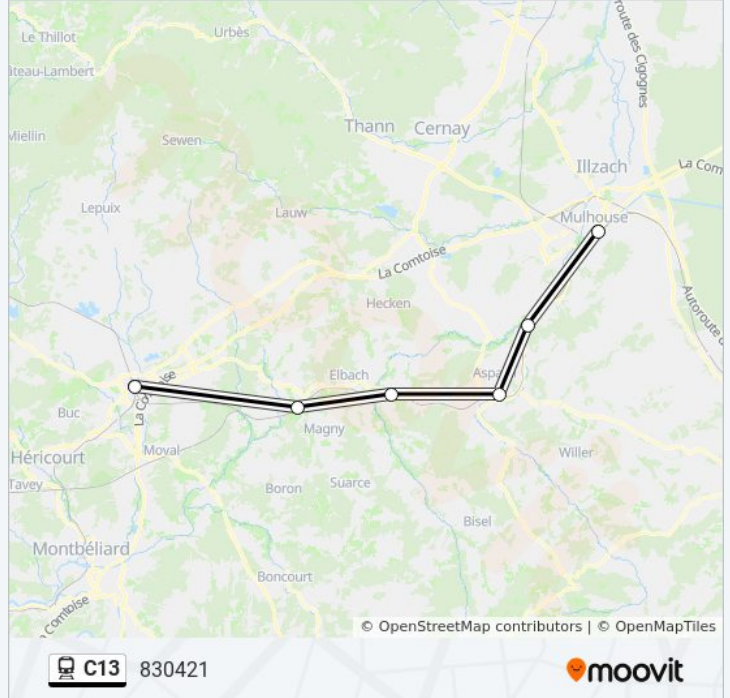 Le Thillot
Urbès
route des Cigognes
âteau-Lambert
Thann
Cernay
Miellin
Sewen
Illzach
La Com
Lepuix
Lauw
Mulhouse
La Comtoise
Hecken
Autoroute d
Elbach
Aspa
La Comtoise
Buc
Magny
Moval
Héricourt
Willer
Tavey
Suarce
Boron
Bisel
Montbéliard
Boncourt
a Comtoise
© OpenStreetMap contributors | © OpenMapTiles
C13 830421
moovit